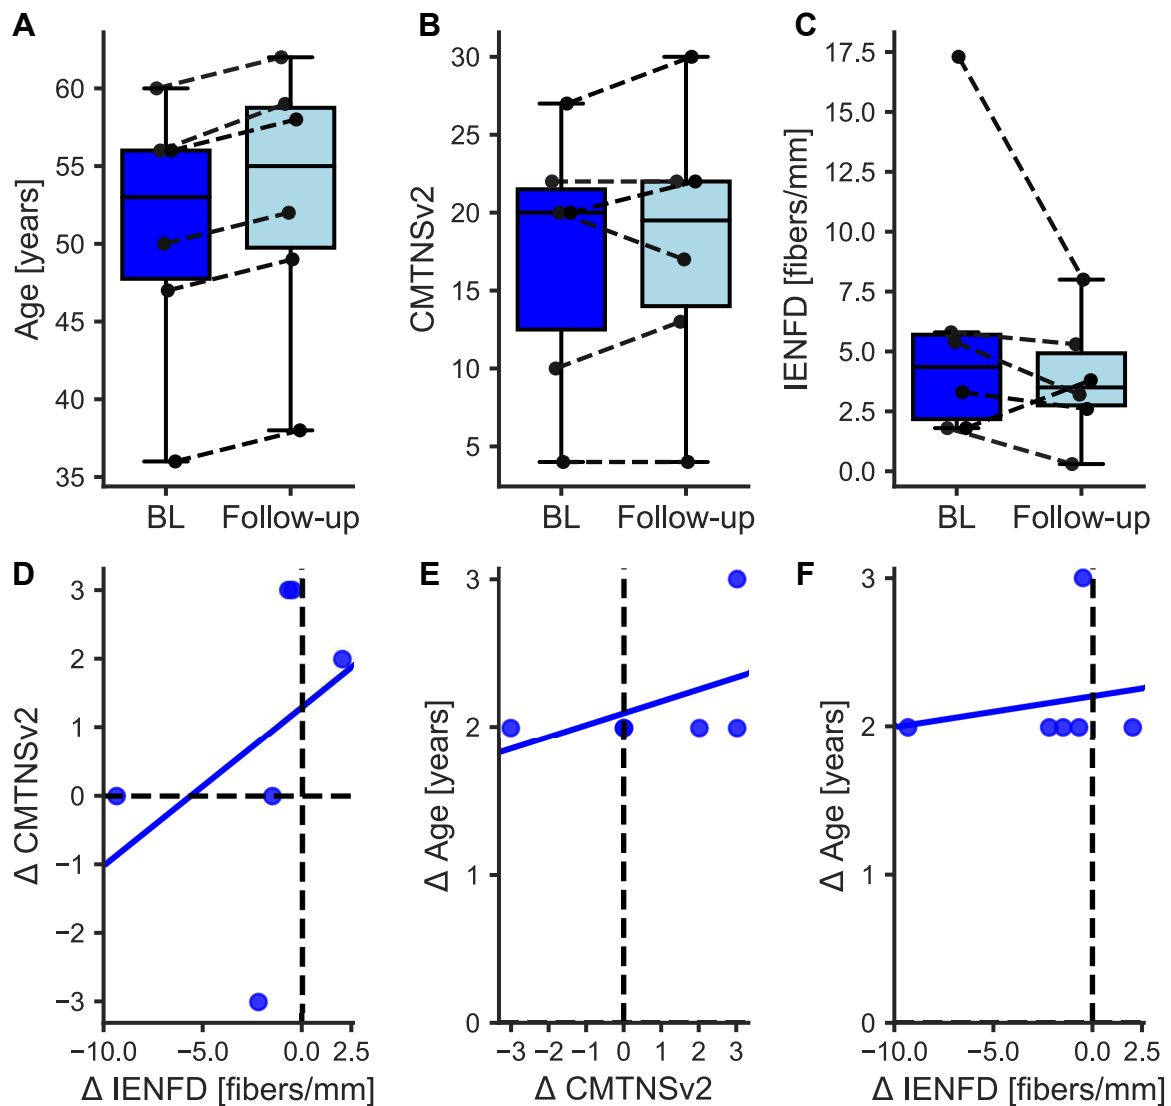 A
B
C
Age [years]
60
55
50
45
40
35
BL Follow-up
CMTNSv2
30
25
20
15
10
5
BL Follow-up
IENFD [fibers/mm]
17.5
15.0
12.5
10.0
7.5
5.0
2.5
0.0
BL Follow-up
D
E
F
Δ CMTNSv2
3
2
1
0
−1
−2
−3
−10.0 −5.0 0.0 2.5
Δ IENFD [fibers/mm]
Δ Age [years]
3
2
1
0
−3 −2 −1 0 1 2 3
Δ CMTNSv2
Δ Age [years]
3
2
1
0
−10.0 −5.0 0.0 2.5
Δ IENFD [fibers/mm]